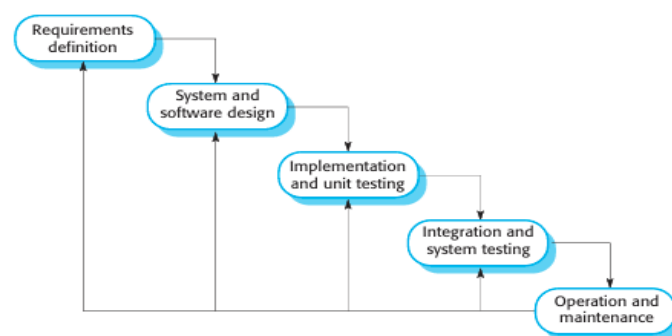 Requirements
definition
System and
software design
Implementation
and unit testing
Integration and
system testing
Operation and
maintenance